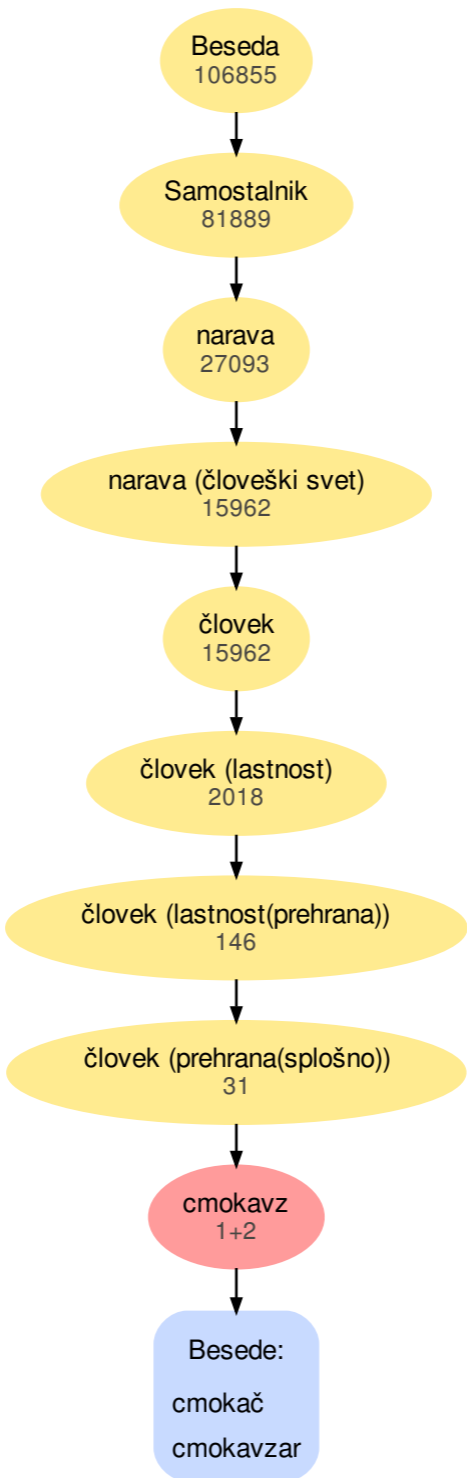 Beseda
106855
Samostalnik
81889
narava
27093
narava (človeški svet)
15962
človek
15962
človek (lastnost)
2018
človek (lastnost(prehrana))
146
človek (prehrana(splošno))
31
cmokavz
1+2
Besede:
cmokač
cmokavzar